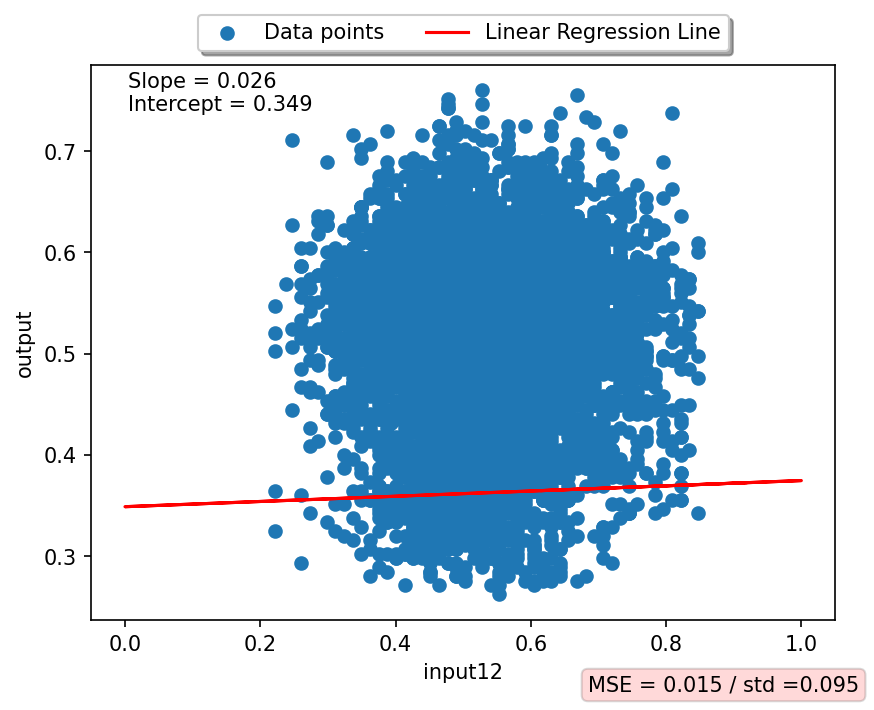 Data points
Linear Regression Line
Slope = 0.026
Intercept = 0.349
0.7
0.6
0.5
0.4
0.3
output
0.0
0.2
0.4
0.6
0.8
1.0
input12
MSE = 0.015 / std =0.095